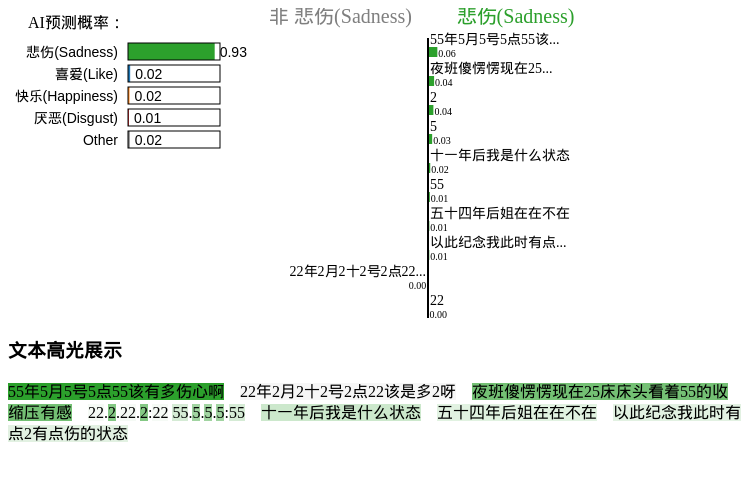 AI预测概率：
悲伤(Sadness) 0.93
喜爱(Like) 0.02
快乐(Happiness) 0.02
厌恶(Disgust) 0.01
Other 0.02
非 悲伤(Sadness) 悲伤(Sadness)
55年5月5号5点55该...
0.06
夜班傻愣愣现在25...
0.04
2
0.04
5
0.03
十一年后我是什么状态
0.02
55
0.01
五十四年后姐在在不在
0.01
以此纪念我此时有点...
0.01
22年2月2十2号2点22...
0.00
22
0.00
文本高光展示
55年5月5号5点55该有多伤心啊 22年2月2十2号2点22该是多2呀 夜班傻愣愣现在25床床头看着55的收
缩压有感 22.2.22.2:22 55.5.5.5.5:55 十一年后我是什么状态 五十四年后姐在在不在 以此纪念我此时有
点2有点伤的状态